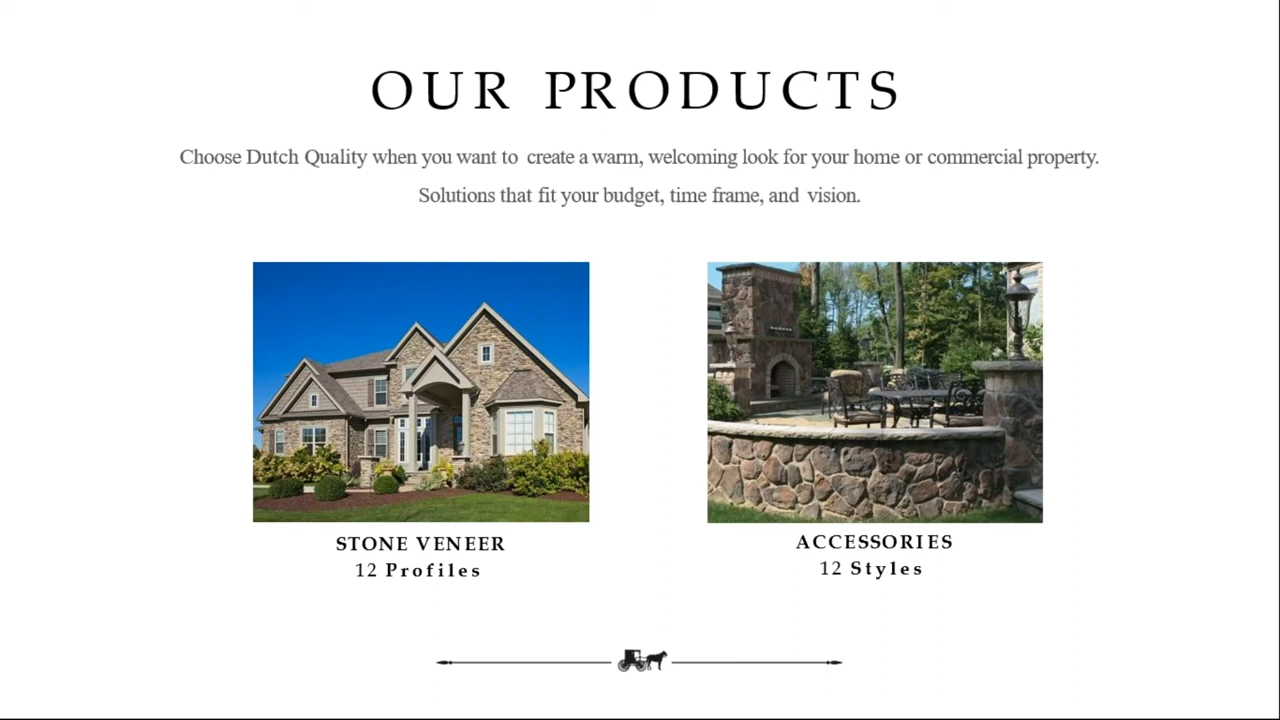 OUR PRODUCTS
Choose Dutch Quality when you want to create a warm, welcoming look for your home or commercial property.
Solutions that fit your budget, time frame, and vision.
STONE VENEER
12 Profiles
ACCESSORIES
12 Styles